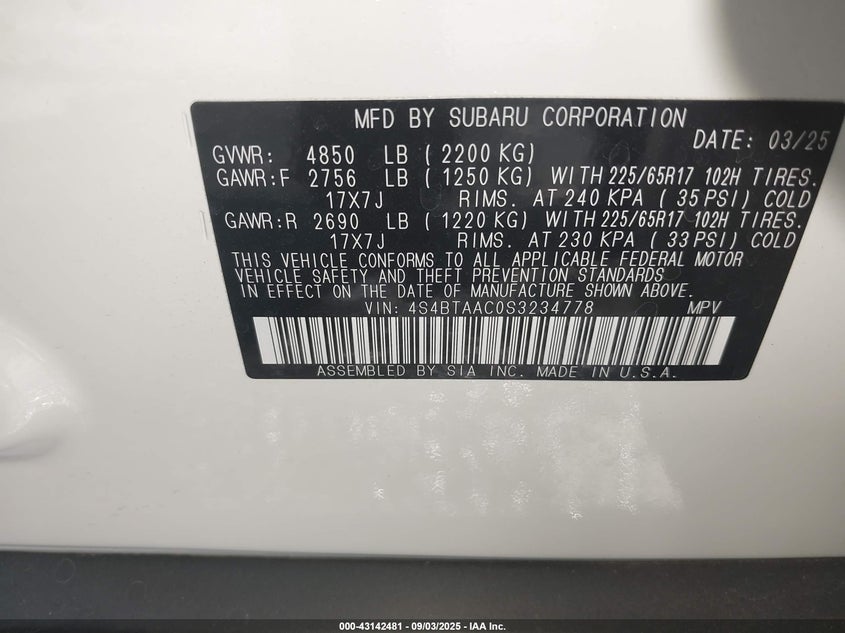 MFD BY SUBARU CORPORATION
DATE: 03/25
GVWR: 4850 LB ( 2200 KG)
GAWR:F 2756 LB ( 1250 KG) WITH 225/65R17 102H TIRES.
17X7J RIMS. AT 240 KPA ( 35 PSI) COLD
GAWR:R 2690 LB ( 1220 KG) WITH 225/65R17 102H TIRES.
17X7J RIMS. AT 230 KPA ( 33 PSI) COLD
THIS VEHICLE CONFORMS TO ALL APPLICABLE FEDERAL MOTOR
VEHICLE SAFETY AND THEFT PREVENTION STANDARDS
IN EFFECT ON THE DATE OF MANUFACTURE SHOWN ABOVE.
VIN: 4S4BTAAC0S3234778 MPV
ASSEMBLED BY SIA INC. MADE IN U.S.A.
000-43142481 - 09/03/2025 - IAA Inc.